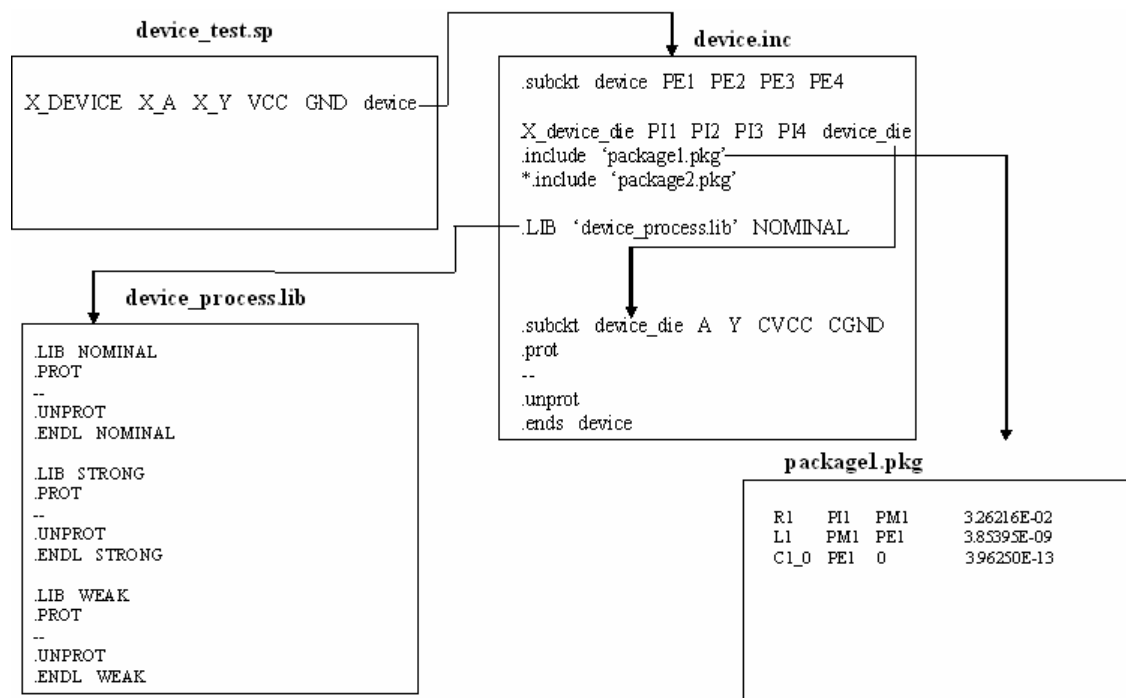 device_test.sp
X_DEVICE X_A X_Y VCC GND device
device.inc
.subckt device PE1 PE2 PE3 PE4
X_device_die PI1 PI2 PI3 PI4 device_die
.include ‘package1.pkg’
*.include ‘package2.pkg’
.LIB ‘device_process.lib’ NOMINAL
.subckt device_die A Y CVCC CGND
.prot
--
.unprot
.ends device
device_process.lib
.LIB NOMINAL
.PROT
--
.UNPROT
.ENDL NOMINAL
.LIB STRONG
.PROT
--
.UNPROT
.ENDL STRONG
.LIB WEAK
.PROT
--
.UNPROT
.ENDL WEAK
package1.pkg
R1 PI1 PM1 3.26216E-02
L1 PM1 PE1 3.85395E-09
C1_0 PE1 0 3.96250E-13